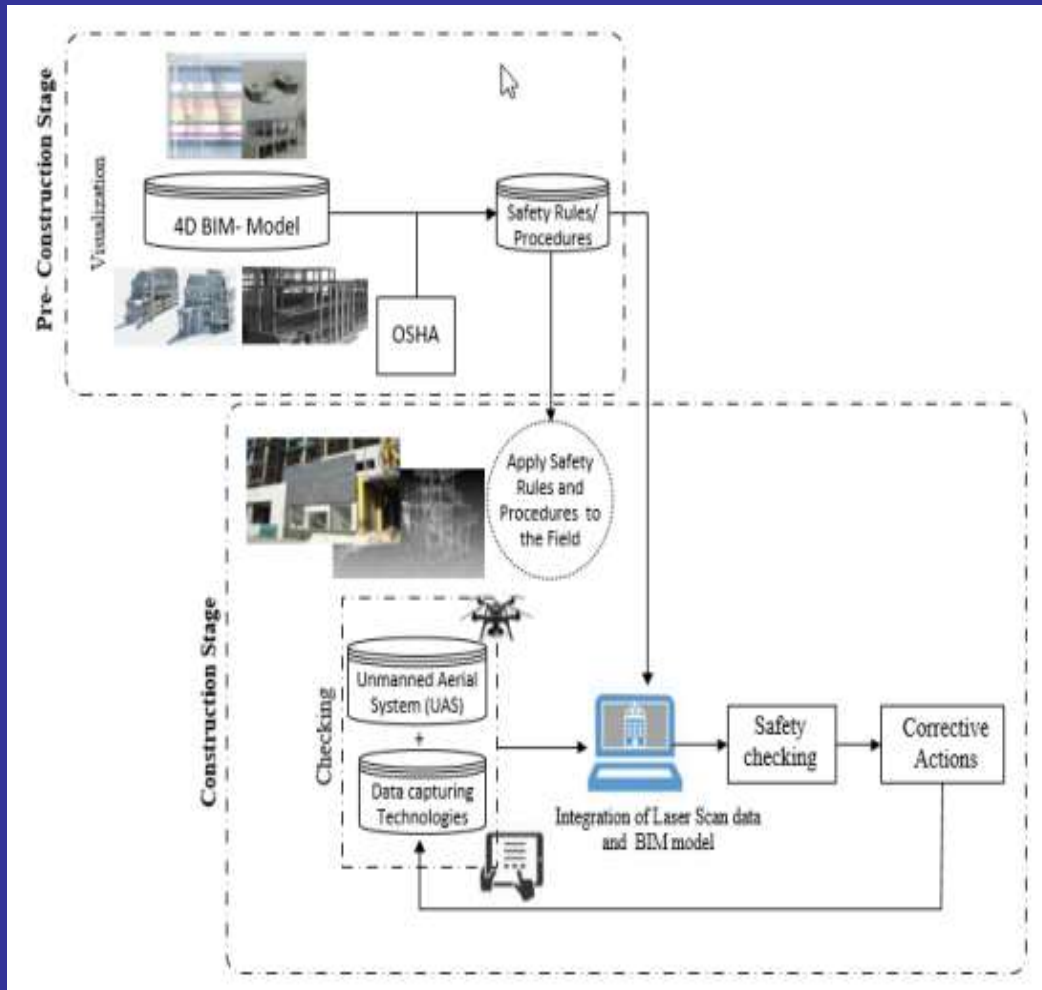 Pre- Construction Stage
Visualization
4D BIM- Model
Safety Rules/
Procedures
OSHA
Construction Stage
Apply Safety
Rules and
Procedures to
the Field
Checking
Unmanned Aerial
System (UAS)
+
Data capturing
Technologies
Integration of Laser Scan data
and BIM model
Safety
checking
Corrective
Actions